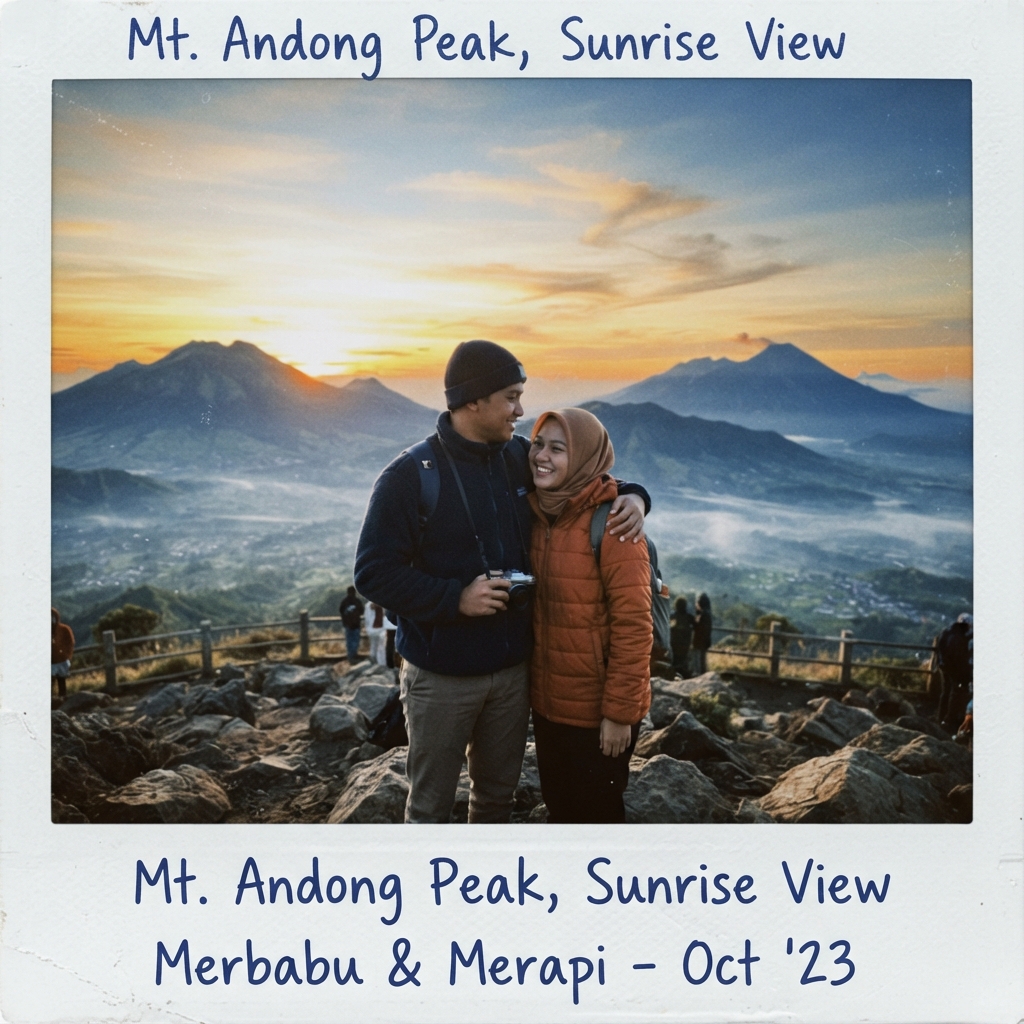 Mt. Andong Peak, Sunrise View
Mt. Andong Peak, Sunrise View
Merbabu & Merapi - Oct '23